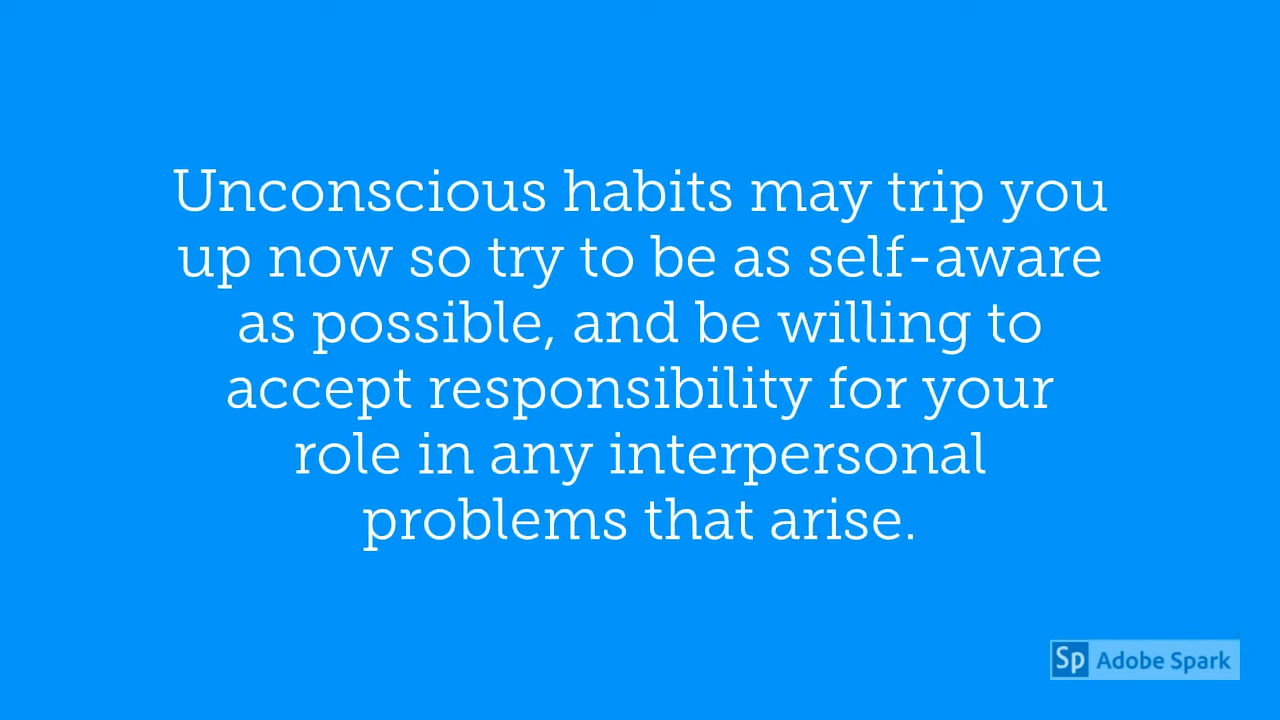 Unconscious habits may trip you
up now so try to be as self-aware
as possible, and be willing to
accept responsibility for your
role in any interpersonal
problems that arise.
Sp Adobe Spark